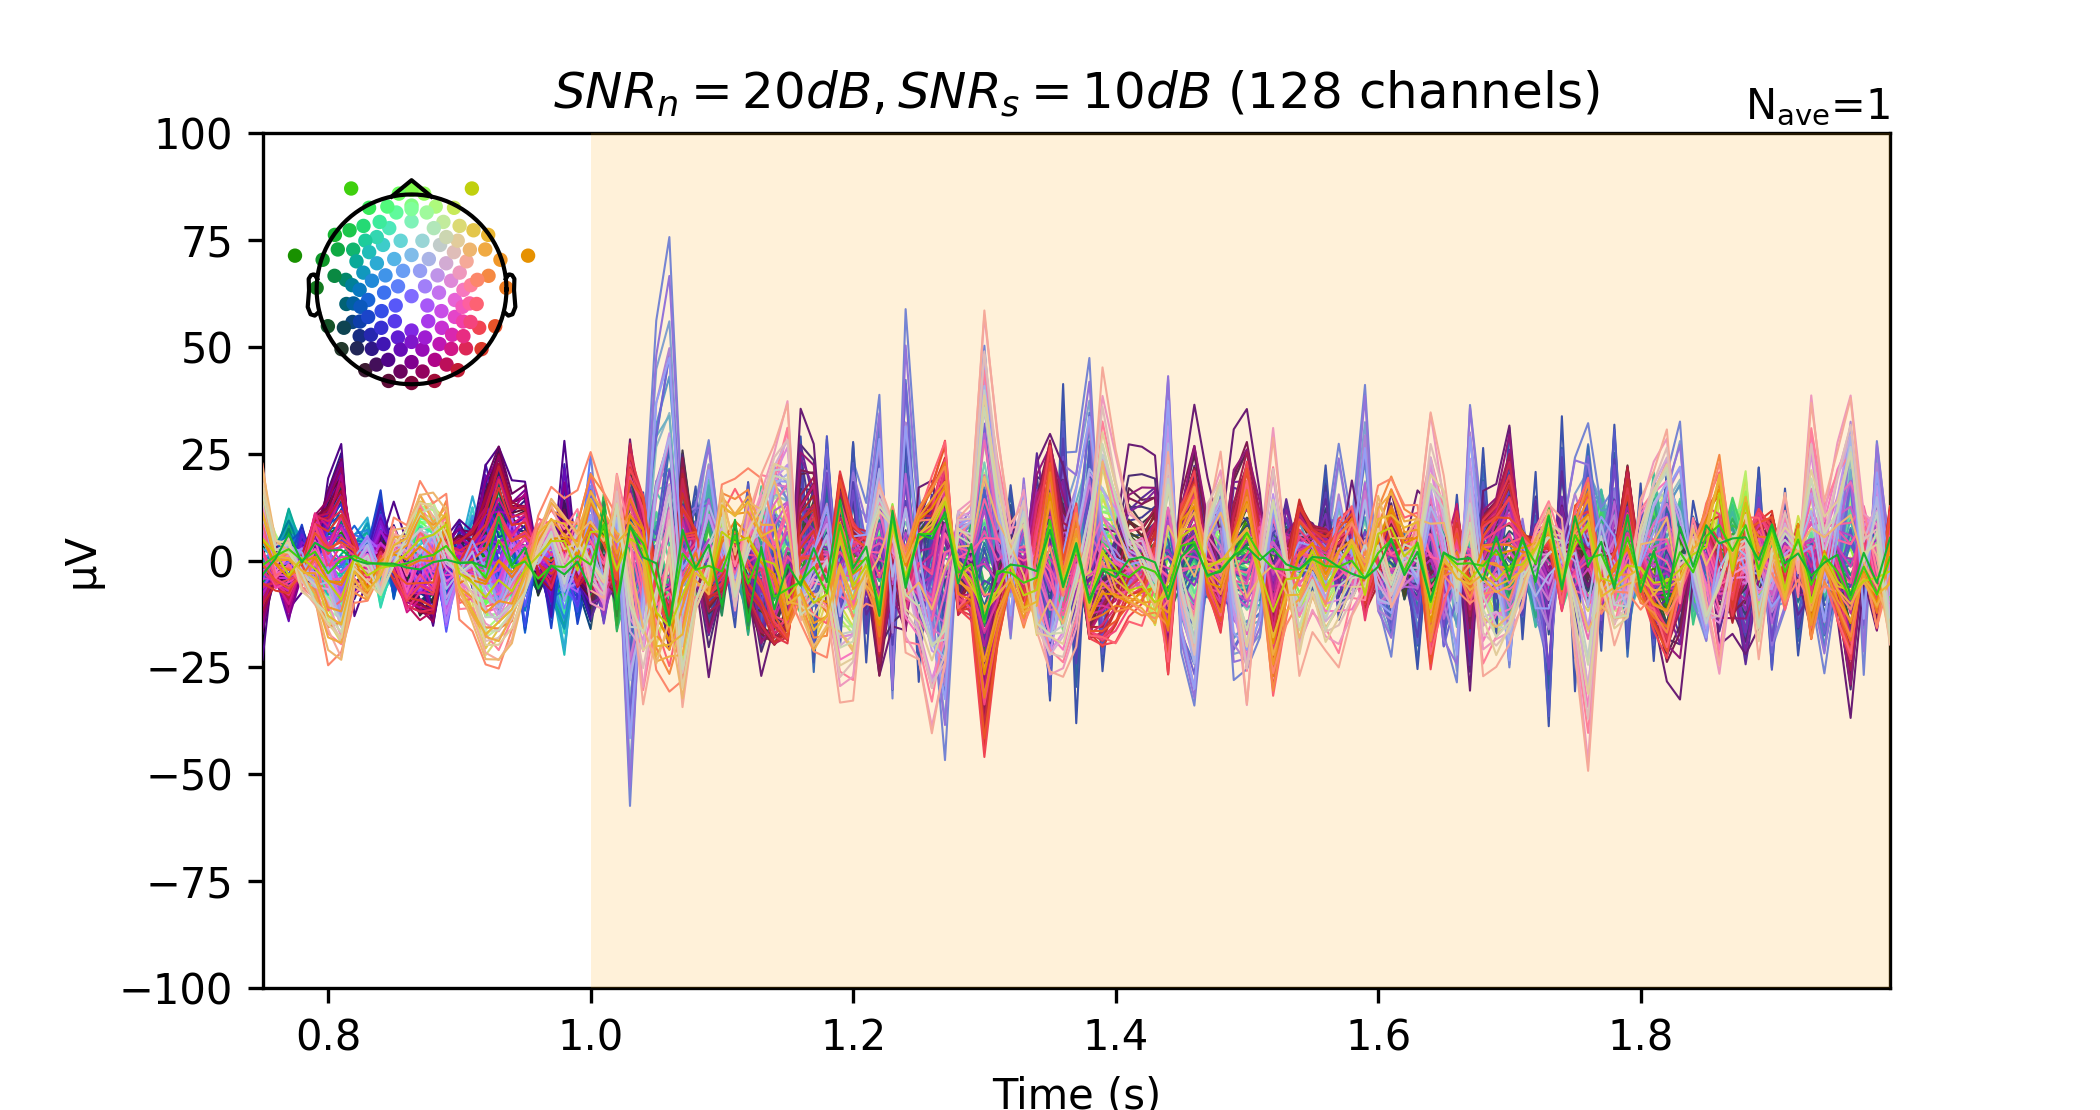 SNRₙ = 20dB, SNRₛ = 10dB (128 channels)
Nₐᵥₑ=1
100
75
50
25
0
−25
−50
−75
−100
µV
0.8 1.0 1.2 1.4 1.6 1.8
Time (s)